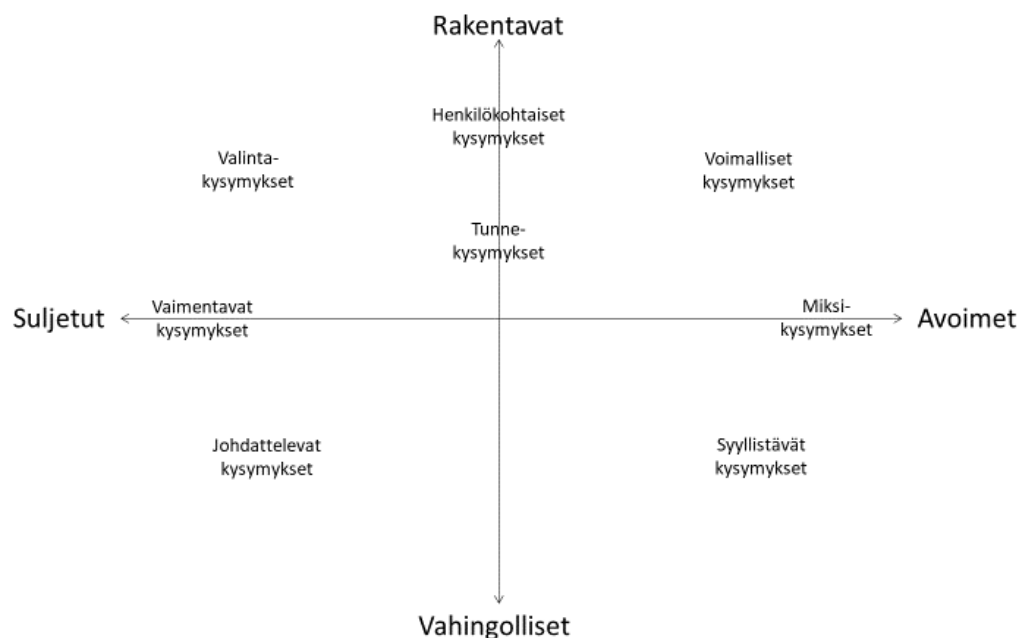 Rakentavat
Henkilökohtaiset
kysymykset
Valinta-
kysymykset
Voimalliset
kysymykset
Tunne-
kysymykset
Suljetut
Vaimentavat
kysymykset
Miksi-
kysymykset
Avoimet
Johdattelevat
kysymykset
Syyllistävät
kysymykset
Vahingolliset